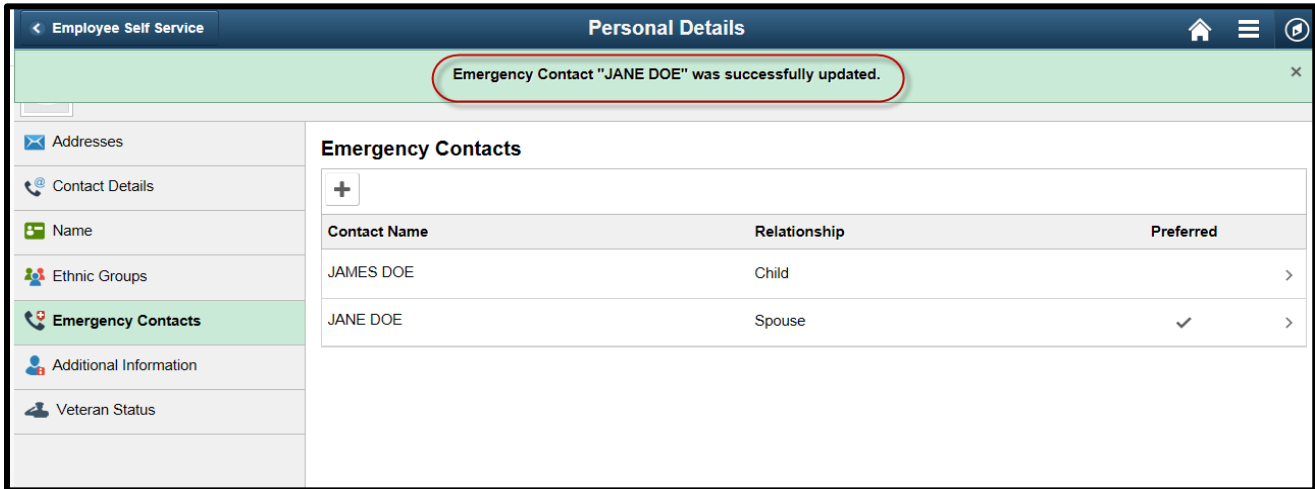 Employee Self Service
Personal Details
Emergency Contact "JANE DOE" was successfully updated.
Addresses
Contact Details
Name
Ethnic Groups
Emergency Contacts
Additional Information
Veteran Status
Emergency Contacts
Contact Name Relationship Preferred
JAMES DOE Child
JANE DOE Spouse